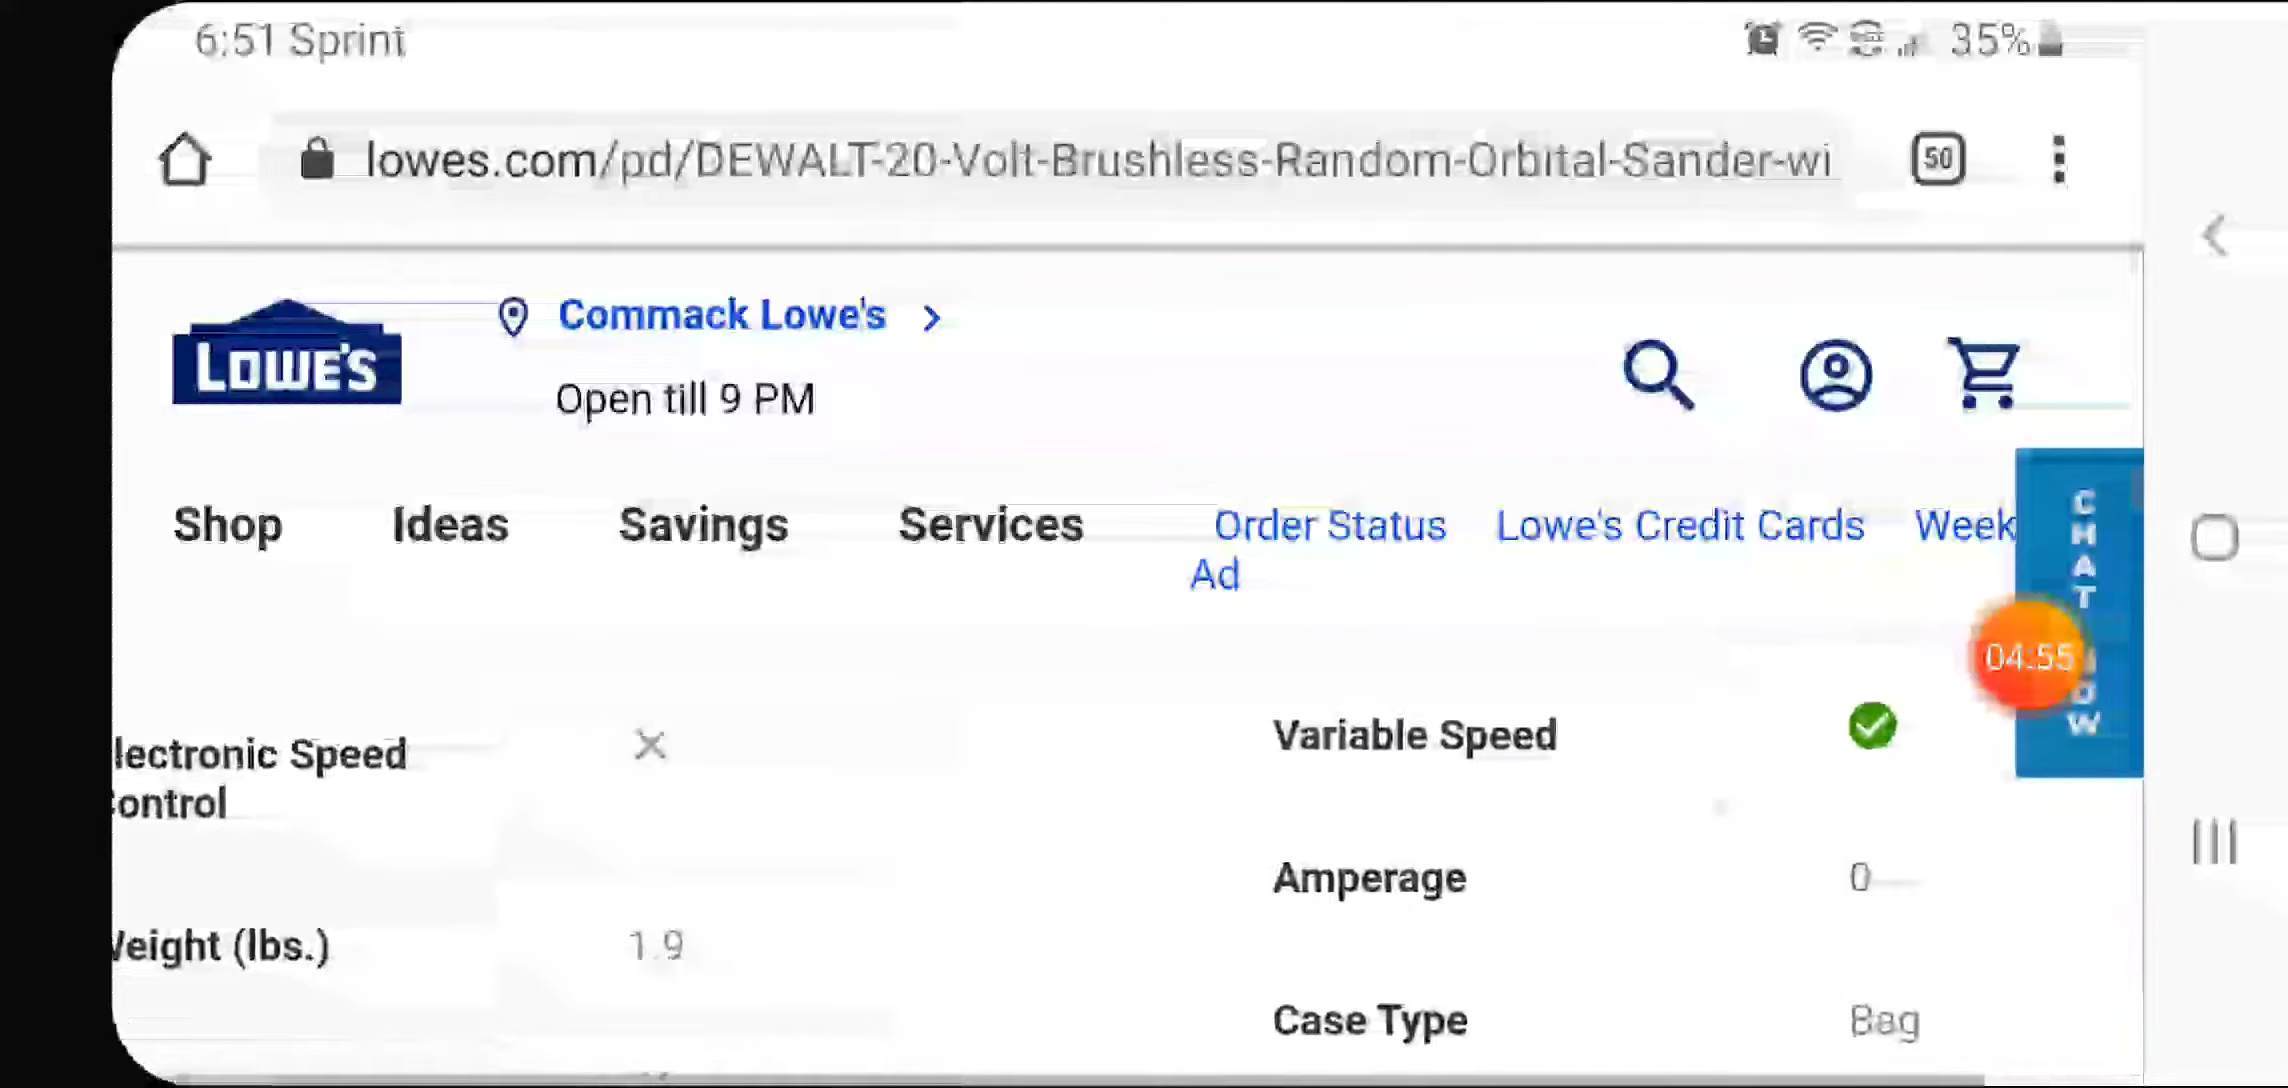 6:51 Sprint
35%
lowes.com/pd/DEWALT-20-Volt-Brushless-Random-Orbital-Sander-wi
50
LOWE'S
Commack Lowe's
Open till 9 PM
Shop Ideas Savings Services Order Status Lowe's Credit Cards Week
Ad
CHAT
OW
04:55
lectronic Speed
ontrol
Variable Speed
Amperage 0
eight (lbs.) 1.9
Case Type Bag